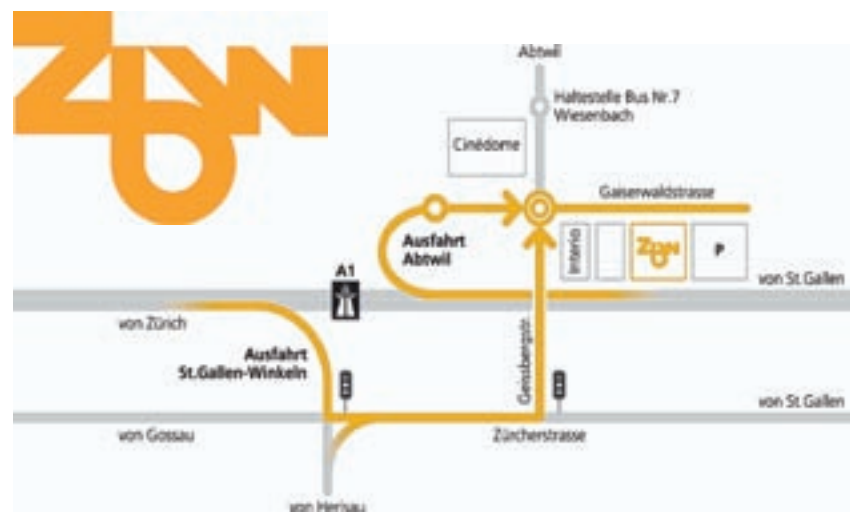 Abtwil
Haltestelle Bus Nr.7
Wiesenbach
Cinédome
Gaiserwaldstrasse
Ausfahrt
Abtwil
Interio
P
A1
von St.Gallen
von Zürich
Geissbergstr.
Ausfahrt
St.Gallen-Winkeln
von St.Gallen
von Gossau
Zürcherstrasse
von Herisau